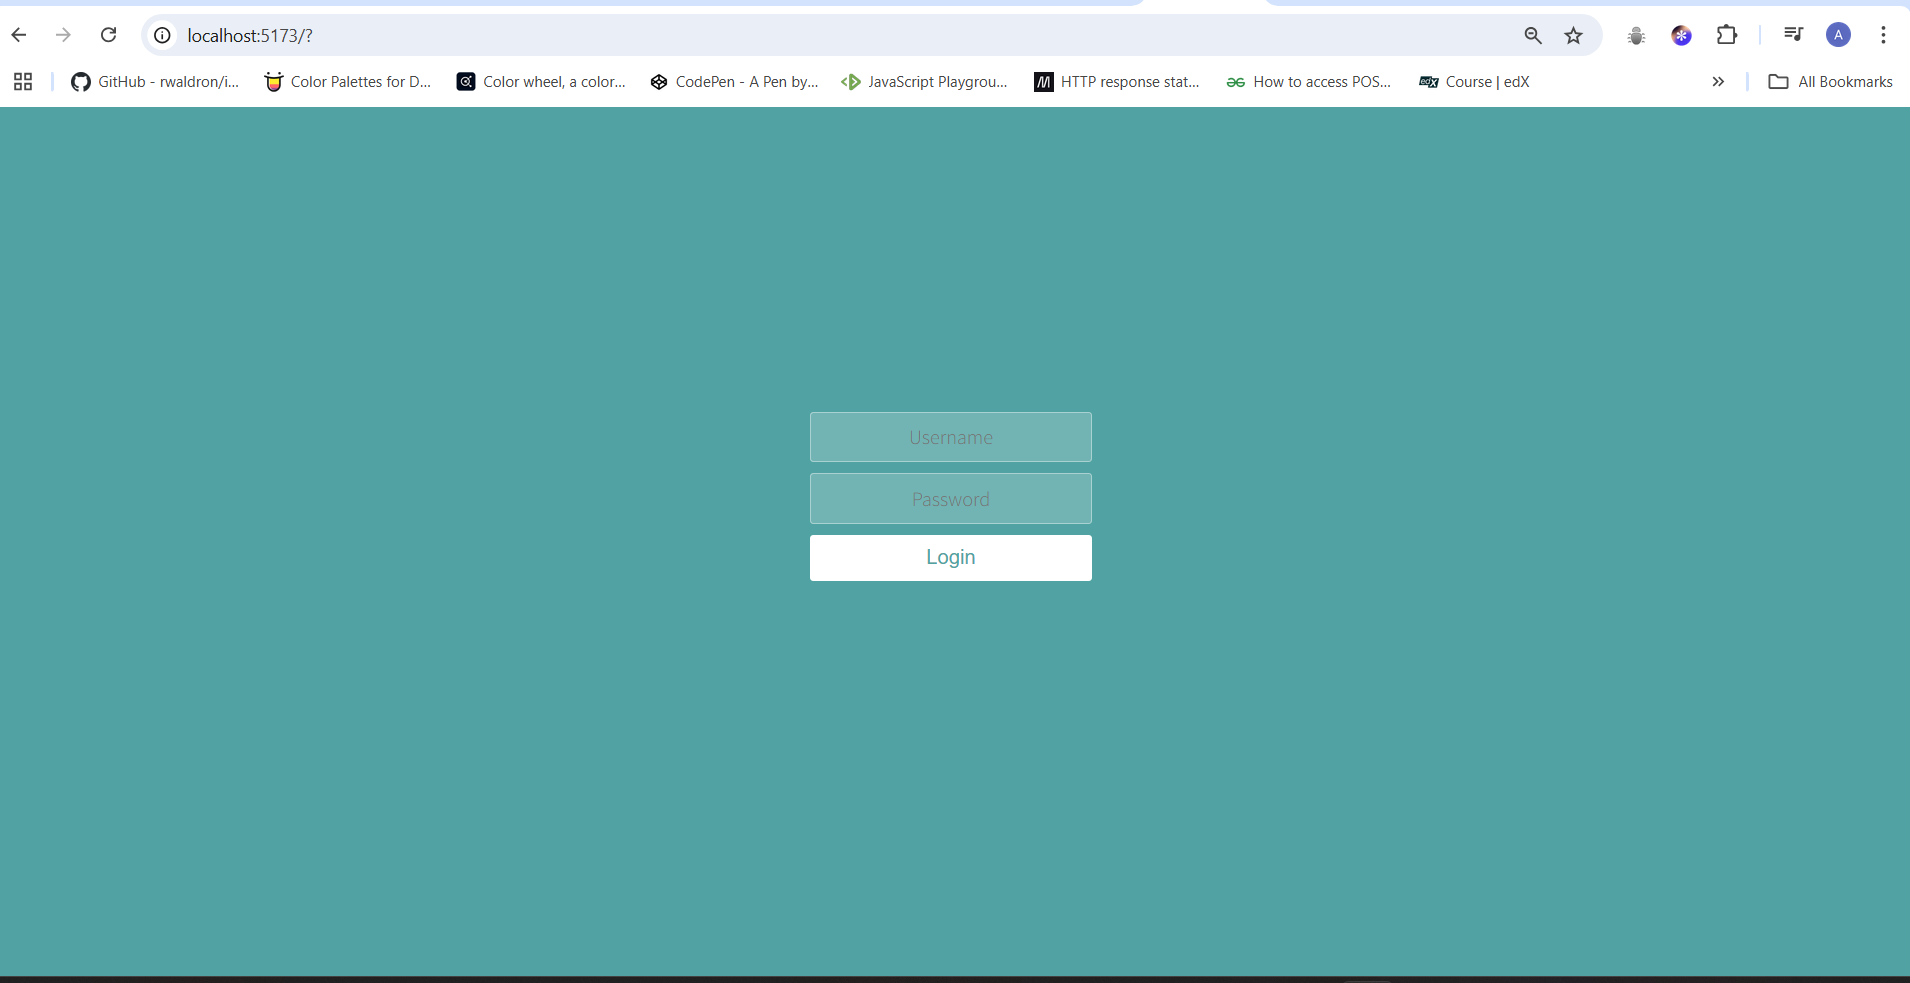 localhost:5173/?
A
GitHub - rwaldron/i... Color Palettes for D... Color wheel, a color... CodePen - A Pen by... JavaScript Playgrou... HTTP response stat... How to access POS... edX Course | edX All Bookmarks
Username
Password
Login